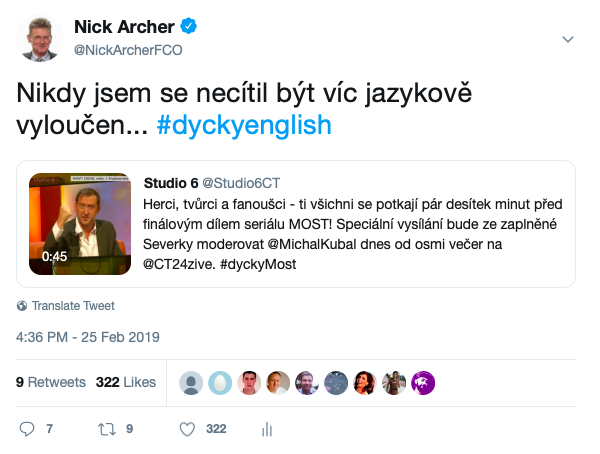 Nick Archer
@NickArcherFCO
Nikdy jsem se necítil být víc jazykově
vyloučen... #dyckyenglish
Studio 6 @Studio6CT
Herci, tvůrci a fanoušci - ti všichni se potkají pár desítek minut před
finálovým dílem seriálu MOST! Speciální vysílání bude ze zaplněné
Severky moderovat @MichalKubal dnes od osmi večer na
@CT24zive. #dyckyMost
0:45
Translate Tweet
4:36 PM - 25 Feb 2019
9 Retweets 322 Likes
7 9 322